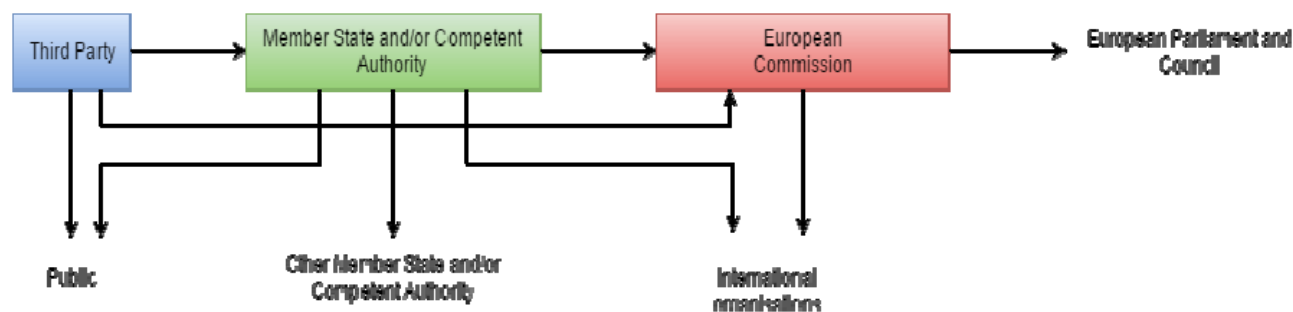 Third Party
Member State and/or Competent
Authority
European
Commission
European Parliament and
Council
Public
Other Member State and/or
Competent Authority
International
organisations